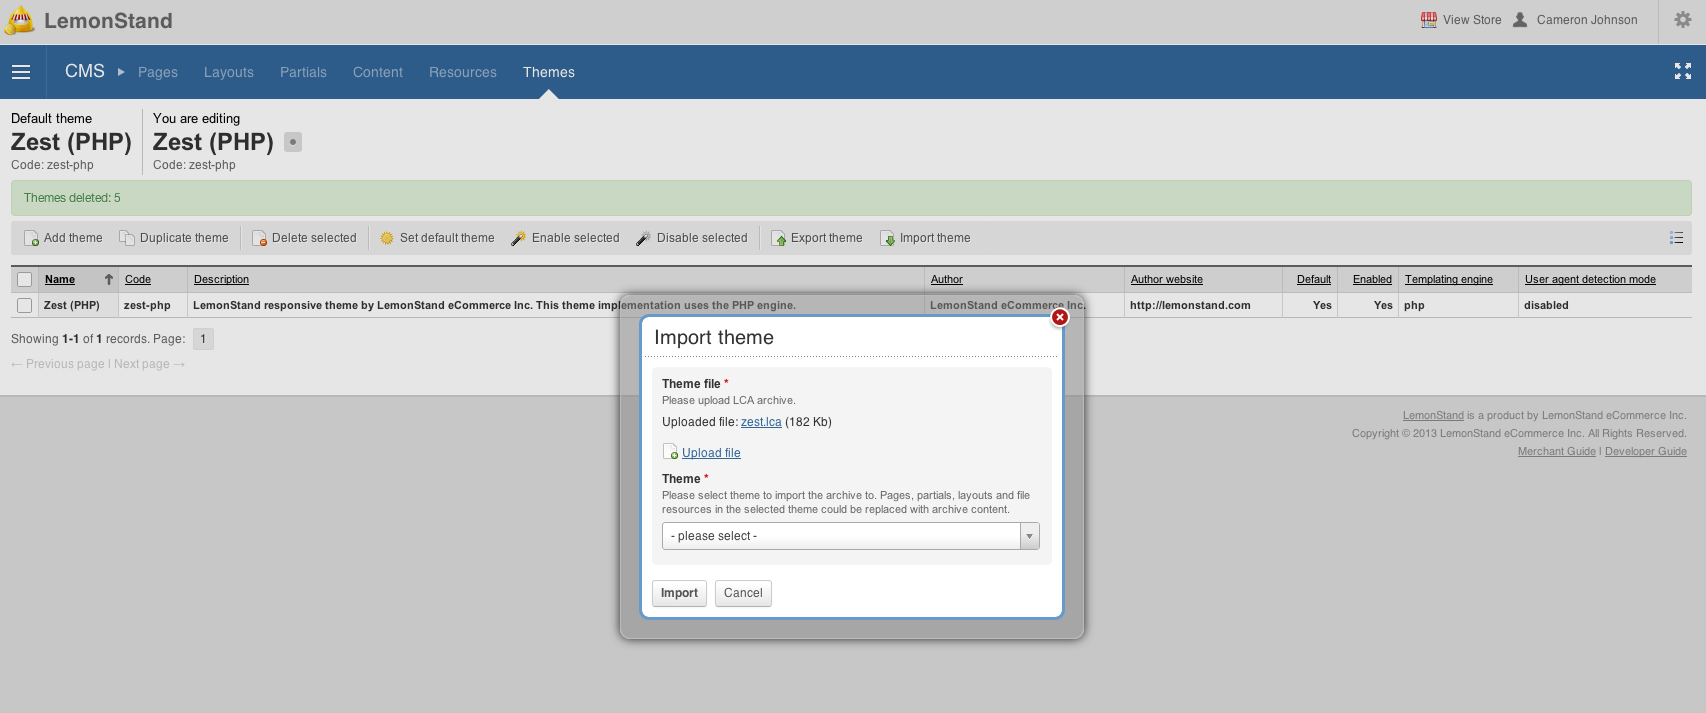 LemonStand
View Store Cameron Johnson
CMS Pages Layouts Partials Content Resources Themes
Default theme
Zest (PHP)
Code: zest-php
You are editing
Zest (PHP)
Code: zest-php
Themes deleted: 5
Add theme Duplicate theme Delete selected Set default theme Enable selected Disable selected Export theme Import theme
Name Code Description Author Author website Default Enabled Templating engine User agent detection mode
Zest (PHP) zest-php LemonStand responsive theme by LemonStand eCommerce Inc. This theme implementation uses the PHP engine. LemonStand eCommerce Inc. http://lemonstand.com Yes Yes php disabled
Showing 1-1 of 1 records. Page: 1
← Previous page | Next page →
Import theme
Theme file *
Please upload LCA archive.
Uploaded file: zest.lca (182 Kb)
Upload file
Theme *
Please select theme to import the archive to. Pages, partials, layouts and file
resources in the selected theme could be replaced with archive content.
- please select -
Import Cancel
LemonStand is a product by LemonStand eCommerce Inc.
Copyright © 2013 LemonStand eCommerce Inc. All Rights Reserved.
Merchant Guide | Developer Guide